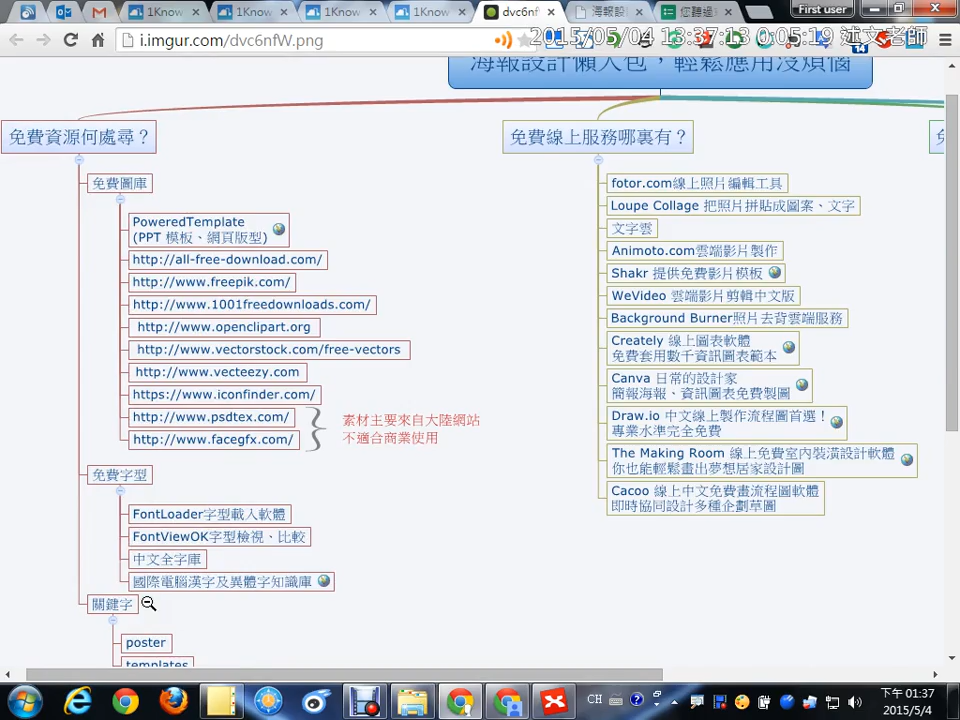 1Know
1Know
1Know
1Know
dvc6nf
海報設
您聽過
First user
i.imgur.com/dvc6nfW.png
2015/05/04 13:37:13 0:05:19 述文老師
14
海報設計懶人包，輕鬆應用沒煩惱
免費資源何處尋？
免費圖庫
PoweredTemplate
(PPT 模板、網頁版型)
http://all-free-download.com/
http://www.freepik.com/
http://www.1001freedownloads.com/
http://www.openclipart.org
http://www.vectorstock.com/free-vectors
http://www.vecteezy.com
https://www.iconfinder.com/
http://www.psdtex.com/
http://www.facegfx.com/
素材主要來自大陸網站
不適合商業使用
免費字型
FontLoader字型載入軟體
FontViewOK字型檢視、比較
中文全字庫
國際電腦漢字及異體字知識庫
關鍵字
poster
templates
免費線上服務哪裏有？
fotor.com線上照片編輯工具
Loupe Collage 把照片拼貼成圖案、文字
文字雲
Animoto.com雲端影片製作
Shakr 提供免費影片模板
WeVideo 雲端影片剪輯中文版
Background Burner照片去背雲端服務
Creately 線上圖表軟體
免費套用數千資訊圖表範本
Canva 日常的設計家
簡報海報、資訊圖表免費製圖
Draw.io 中文線上製作流程圖首選！
專業水準完全免費
The Making Room 線上免費室內裝潢設計軟體
你也能輕鬆畫出夢想居家設計圖
Cacoo 線上中文免費畫流程圖軟體
即時協同設計多種企劃草圖
免
CH
下午 01:37
2015/5/4